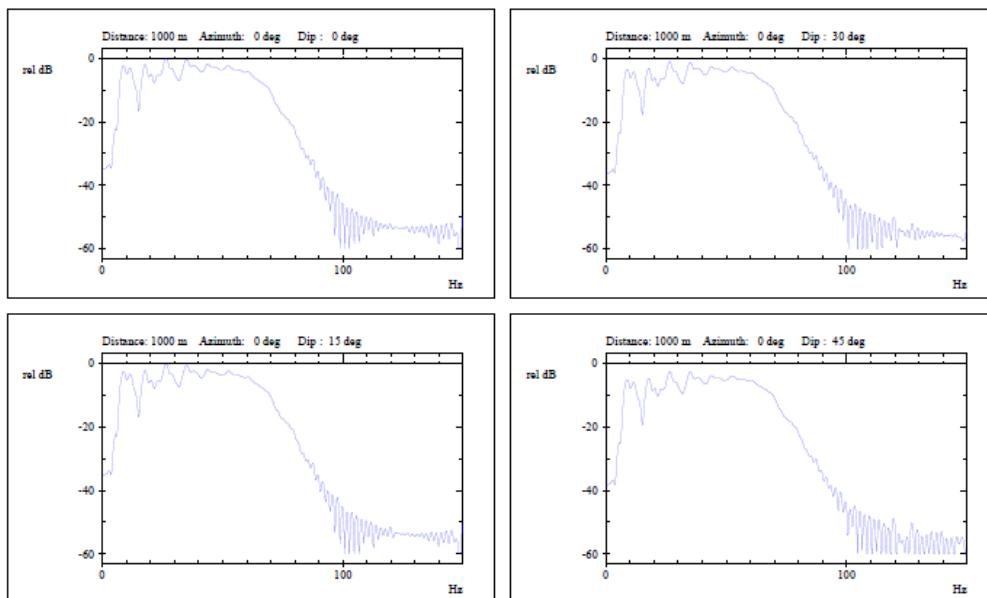 Distance: 1000 m Azimuth: 0 deg Dip : 0 deg
0
rel dB
-20
-40
-60
0 100
Hz
Distance: 1000 m Azimuth: 0 deg Dip : 30 deg
0
rel dB
-20
-40
-60
0 100
Hz
Distance: 1000 m Azimuth: 0 deg Dip : 15 deg
0
rel dB
-20
-40
-60
0 100
Hz
Distance: 1000 m Azimuth: 0 deg Dip : 45 deg
0
rel dB
-20
-40
-60
0 100
Hz